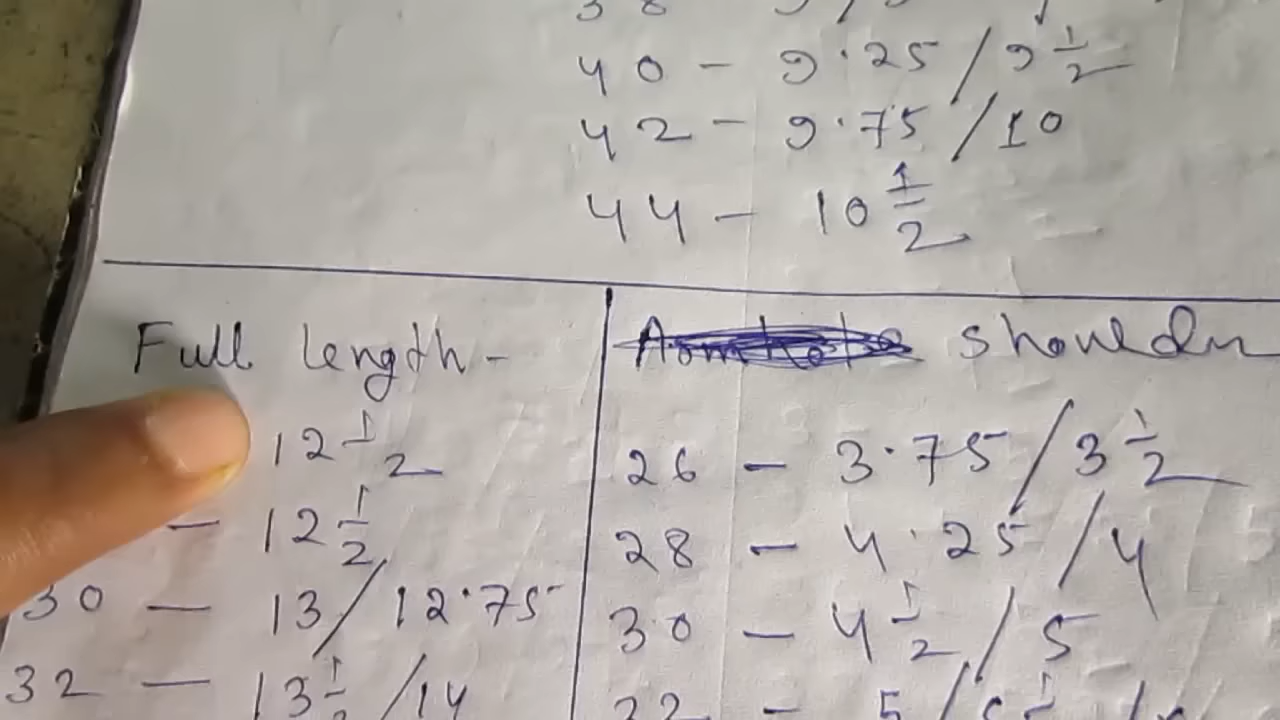 40 - 9.25 / 9 1/2
42 - 9.75 / 10
44 - 10 1/2
Full length -
12 1/2
- 12 1/2
30 - 13 / 12.75
32 - 13 1/2 / 14
shoulder
26 - 3.75 / 3 1/2
28 - 4.25 / 4
30 - 4 1/2 / 5
32 - 5 /